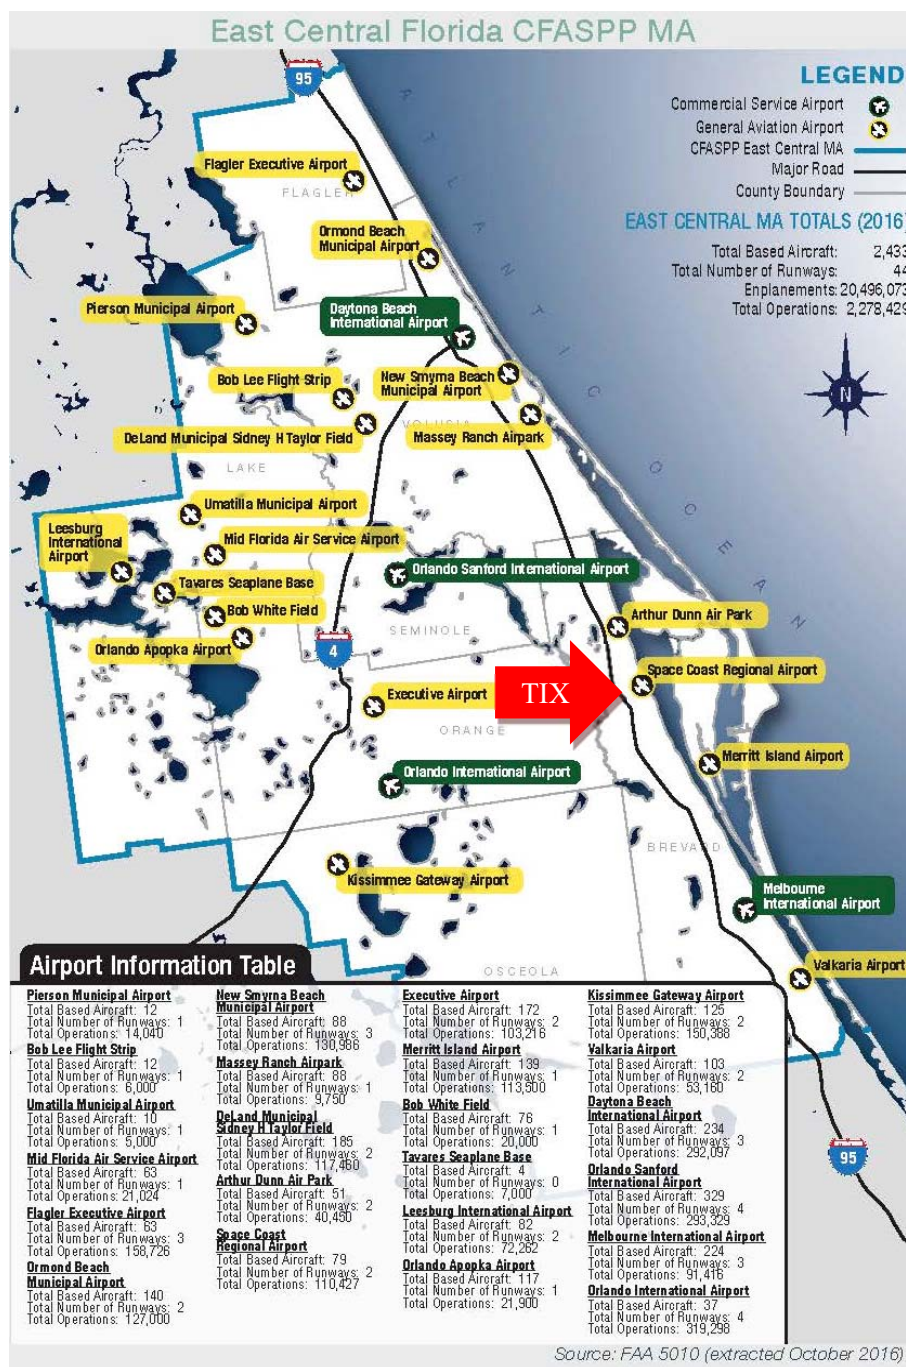 East Central Florida CFASPP MA
95
LEGEND
Commercial Service Airport
General Aviation Airport
CFASPP East Central MA
Major Road
County Boundary
EAST CENTRAL MA TOTALS (2016)
Total Based Aircraft: 2,433
Total Number of Runways: 44
Enplanements: 20,496,073
Total Operations: 2,278,429
N
ATLANTIC OCEAN
Flagler Executive Airport
FLAGLER
Ormond Beach
Municipal Airport
Pierson Municipal Airport
Daytona Beach
International Airport
Bob Lee Flight Strip
New Smyrna Beach
Municipal Airport
VOLUSIA
Massey Ranch Airpark
DeLand Municipal Sidney H Taylor Field
LAKE
Umatilla Municipal Airport
Leesburg
International
Airport
Mid Florida Air Service Airport
Orlando Sanford International Airport
Tavares Seaplane Base
Bob White Field
Arthur Dunn Air Park
SEMINOLE
Orlando Apopka Airport
4
Space Coast Regional Airport
Executive Airport
TIX
ORANGE
Merritt Island Airport
Orlando International Airport
BREVARD
Kissimmee Gateway Airport
Melbourne
International Airport
OSCEOLA
Valkaria Airport
95
Airport Information Table
Pierson Municipal Airport
Total Based Aircraft: 12
Total Number of Runways: 1
Total Operations: 14,040
Bob Lee Flight Strip
Total Based Aircraft: 12
Total Number of Runways: 1
Total Operations: 6,000
Umatilla Municipal Airport
Total Based Aircraft: 10
Total Number of Runways: 1
Total Operations: 5,000
Mid Florida Air Service Airport
Total Based Aircraft: 63
Total Number of Runways: 1
Total Operations: 21,024
Flagler Executive Airport
Total Based Aircraft: 63
Total Number of Runways: 3
Total Operations: 158,726
Ormond Beach
Municipal Airport
Total Based Aircraft: 140
Total Number of Runways: 2
Total Operations: 127,000
New Smyrna Beach
Municipal Airport
Total Based Aircraft: 88
Total Number of Runways: 3
Total Operations: 130,986
Massey Ranch Airpark
Total Based Aircraft: 88
Total Number of Runways: 1
Total Operations: 9,750
DeLand Municipal
Sidney H Taylor Field
Total Based Aircraft: 185
Total Number of Runways: 2
Total Operations: 117,460
Arthur Dunn Air Park
Total Based Aircraft: 51
Total Number of Runways: 2
Total Operations: 40,450
Space Coast
Regional Airport
Total Based Aircraft: 79
Total Number of Runways: 2
Total Operations: 110,427
Executive Airport
Total Based Aircraft: 172
Total Number of Runways: 2
Total Operations: 103,216
Merritt Island Airport
Total Based Aircraft: 139
Total Number of Runways: 1
Total Operations: 113,500
Bob White Field
Total Based Aircraft: 76
Total Number of Runways: 1
Total Operations: 20,000
Tavares Seaplane Base
Total Based Aircraft: 4
Total Number of Runways: 0
Total Operations: 7,000
Leesburg International Airport
Total Based Aircraft: 82
Total Number of Runways: 2
Total Operations: 72,262
Orlando Apopka Airport
Total Based Aircraft: 117
Total Number of Runways: 1
Total Operations: 21,900
Kissimmee Gateway Airport
Total Based Aircraft: 125
Total Number of Runways: 2
Total Operations: 150,388
Valkaria Airport
Total Based Aircraft: 103
Total Number of Runways: 2
Total Operations: 53,160
Daytona Beach
International Airport
Total Based Aircraft: 234
Total Number of Runways: 3
Total Operations: 292,097
Orlando Sanford
International Airport
Total Based Aircraft: 329
Total Number of Runways: 4
Total Operations: 293,329
Melbourne International Airport
Total Based Aircraft: 224
Total Number of Runways: 3
Total Operations: 91,416
Orlando International Airport
Total Based Aircraft: 37
Total Number of Runways: 4
Total Operations: 319,298
Source: FAA 5010 (extracted October 2016)